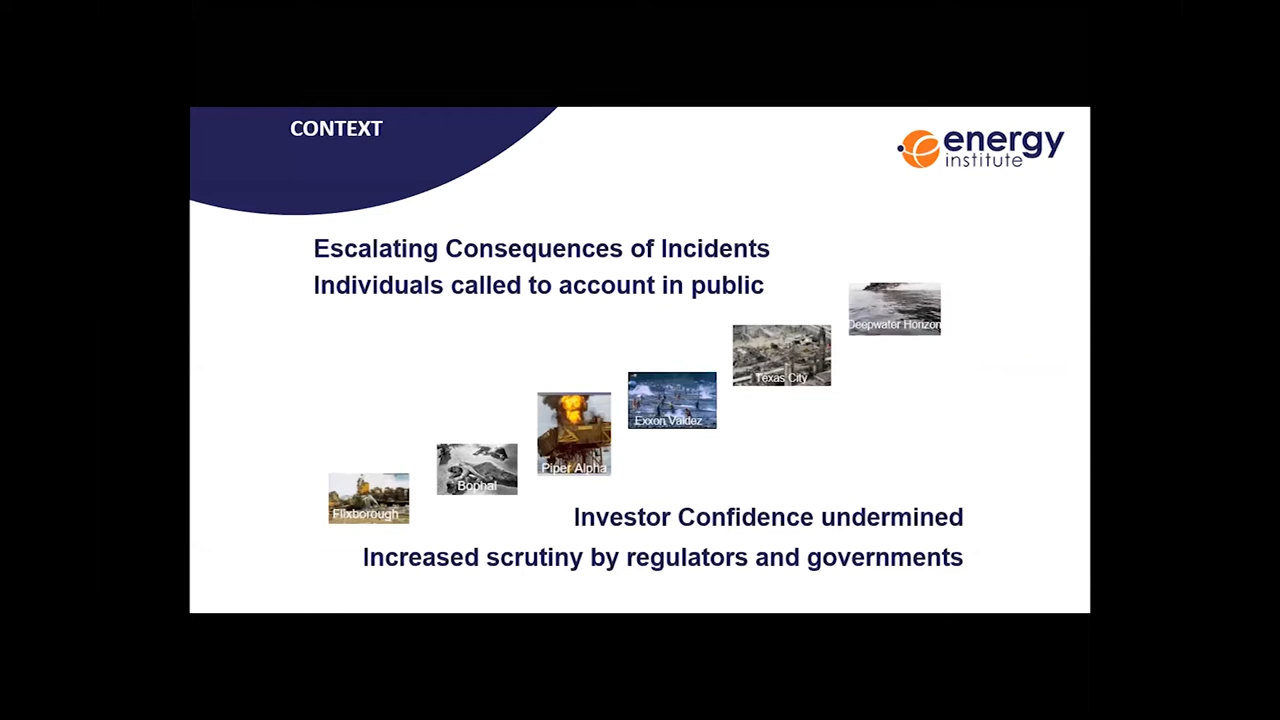 CONTEXT
energy
institute
Escalating Consequences of Incidents
Individuals called to account in public
Deepwater Horizon
Texas City
Exxon Valdez
Piper Alpha
Bophal
Flixborough
Investor Confidence undermined
Increased scrutiny by regulators and governments